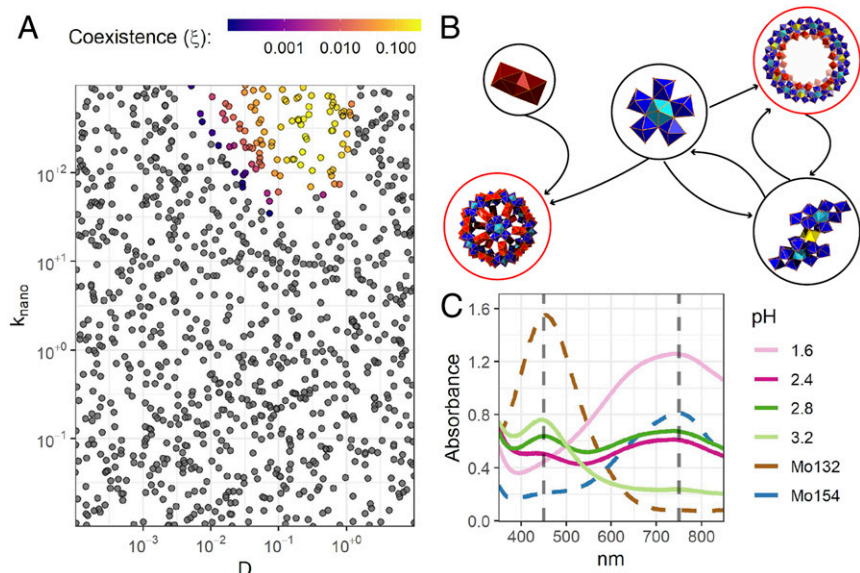 A
Coexistence (ξ):
0.001 0.010 0.100
k_nano
10⁺²
10⁺¹
10⁺⁰
10⁻¹
10⁻³ 10⁻² 10⁻¹ 10⁺⁰
D
B
C
Absorbance
1.6
1.2
0.8
0.4
0.0
400 500 600 700 800
nm
pH
1.6
2.4
2.8
3.2
Mo132
Mo154